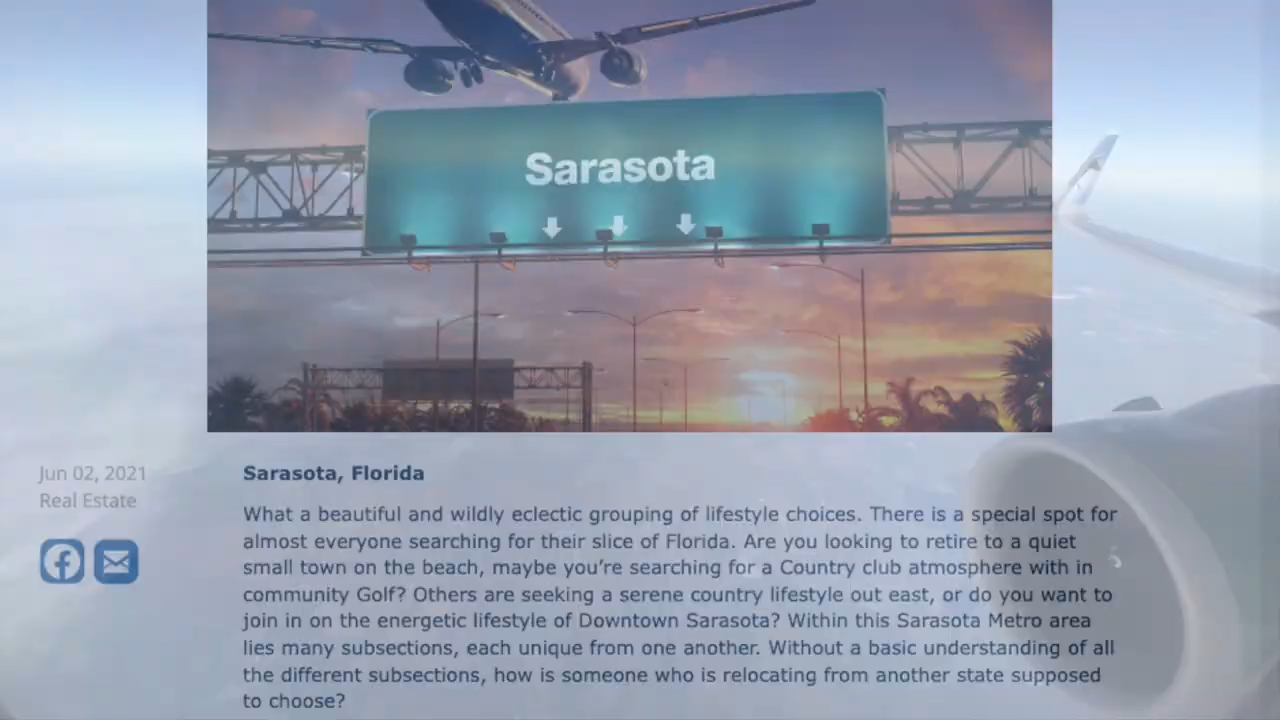 Sarasota
Jun 02, 2021
Real Estate
Sarasota, Florida
What a beautiful and wildly eclectic grouping of lifestyle choices. There is a special spot for
almost everyone searching for their slice of Florida. Are you looking to retire to a quiet
small town on the beach, maybe you’re searching for a Country club atmosphere with in
community Golf? Others are seeking a serene country lifestyle out east, or do you want to
join in on the energetic lifestyle of Downtown Sarasota? Within this Sarasota Metro area
lies many subsections, each unique from one another. Without a basic understanding of all
the different subsections, how is someone who is relocating from another state supposed
to choose?